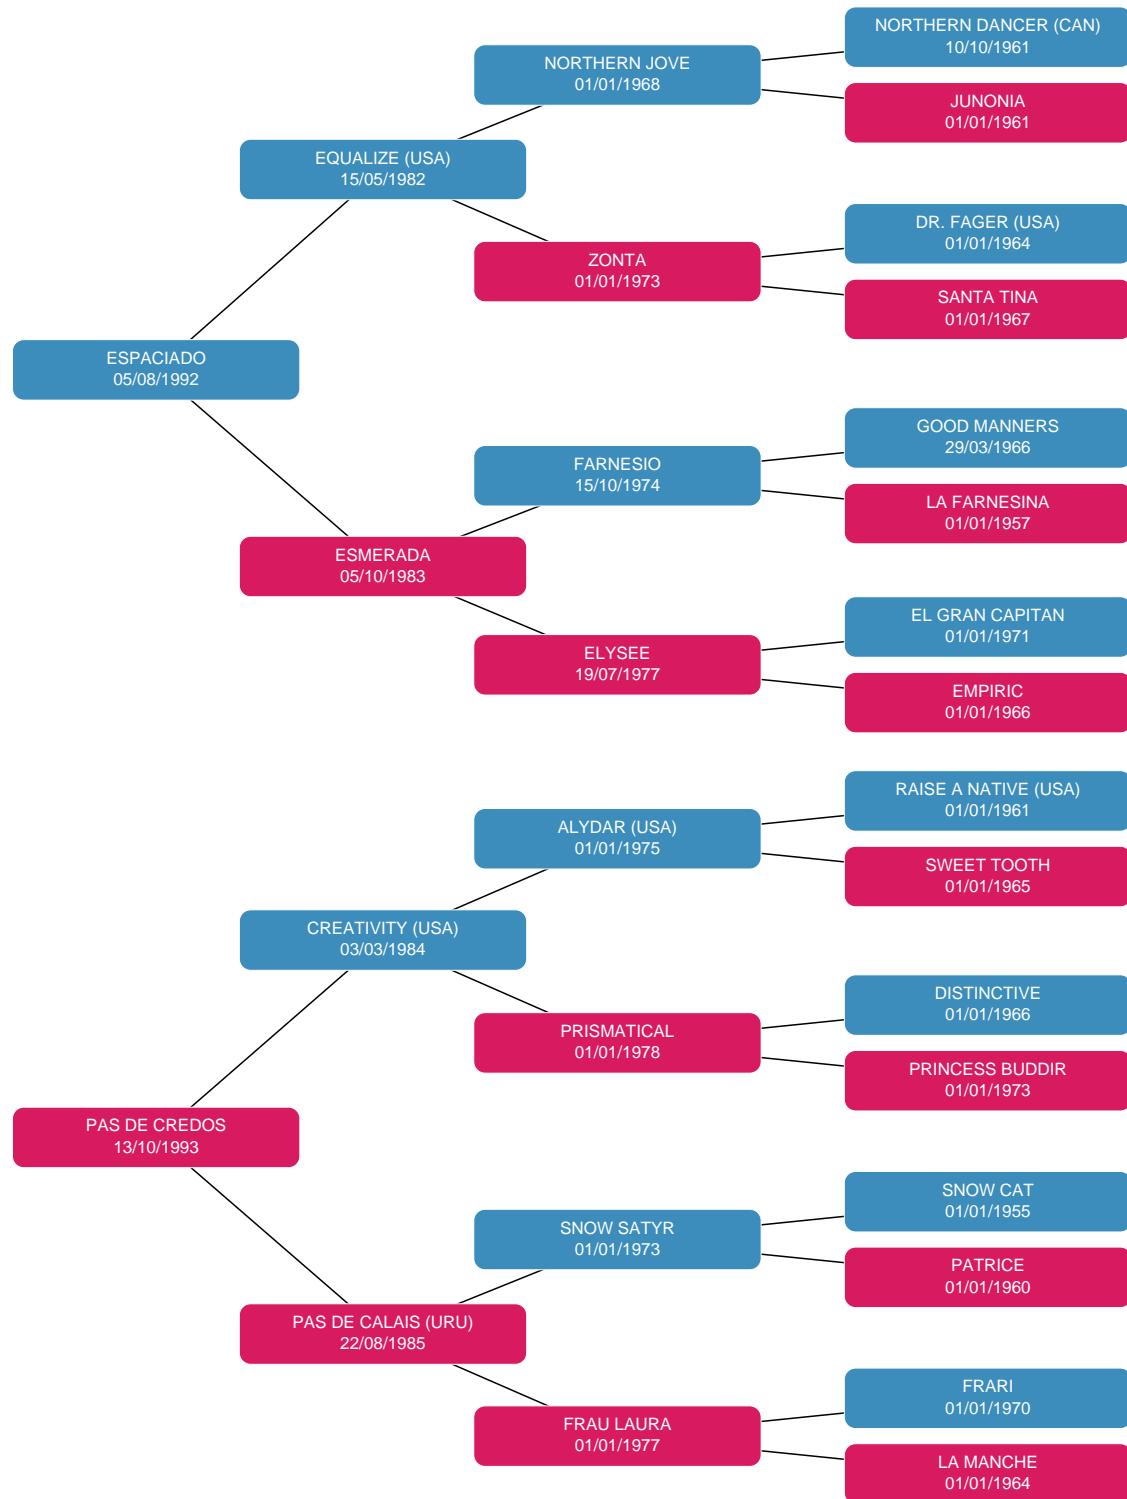 NORTHERN DANCER (CAN)
10/10/1961
NORTHERN JOVE
01/01/1968
JUNONIA
01/01/1961
EQUALIZE (USA)
15/05/1982
DR. FAGER (USA)
01/01/1964
ZONTA
01/01/1973
SANTA TINA
01/01/1967
ESPACIADO
05/08/1992
GOOD MANNERS
29/03/1966
FARNESIO
15/10/1974
LA FARNESINA
01/01/1957
ESMERADA
05/10/1983
EL GRAN CAPITAN
01/01/1971
ELYSEE
19/07/1977
EMPIRIC
01/01/1966
RAISE A NATIVE (USA)
01/01/1961
ALYDAR (USA)
01/01/1975
SWEET TOOTH
01/01/1965
CREATIVITY (USA)
03/03/1984
DISTINCTIVE
01/01/1966
PRISMATICAL
01/01/1978
PRINCESS BUDDIR
01/01/1973
PAS DE CREDOS
13/10/1993
SNOW CAT
01/01/1955
SNOW SATYR
01/01/1973
PATRICE
01/01/1960
PAS DE CALAIS (URU)
22/08/1985
FRARI
01/01/1970
FRAU LAURA
01/01/1977
LA MANCHE
01/01/1964